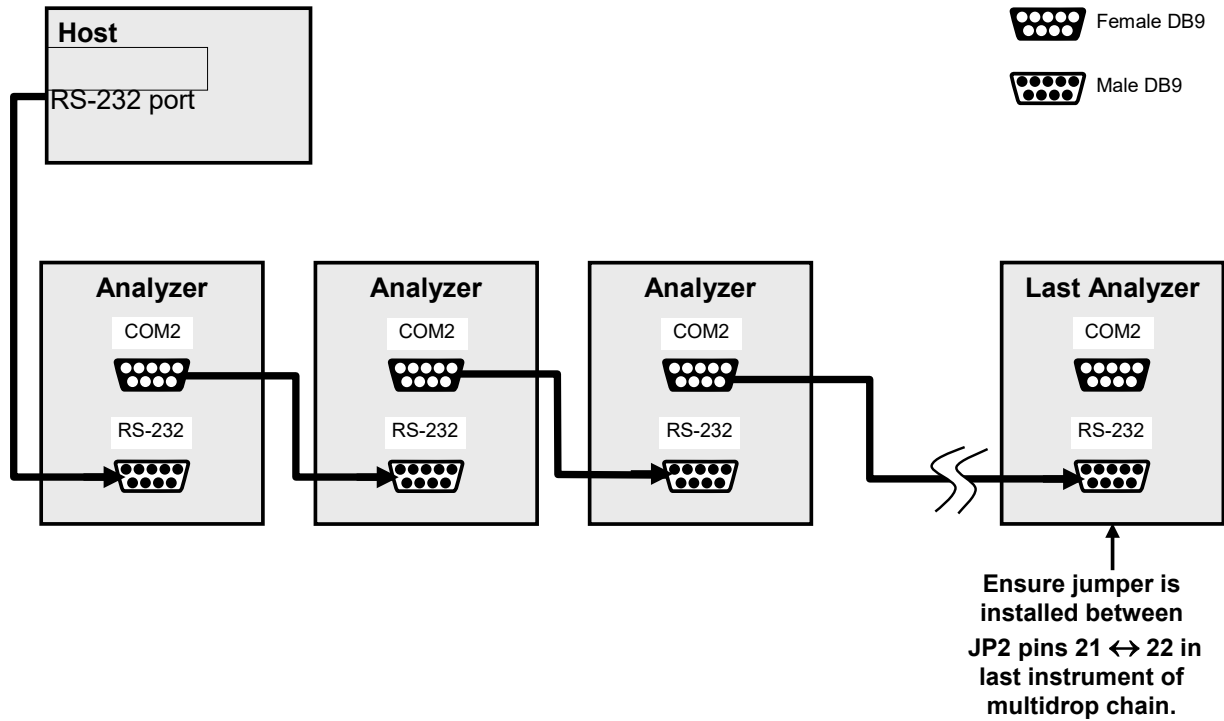 Host
RS-232 port
Female DB9
Male DB9
Analyzer
COM2
RS-232
Analyzer
COM2
RS-232
Analyzer
COM2
RS-232
Last Analyzer
COM2
RS-232
Ensure jumper is
installed between
JP2 pins 21 ↔ 22 in
last instrument of
multidrop chain.